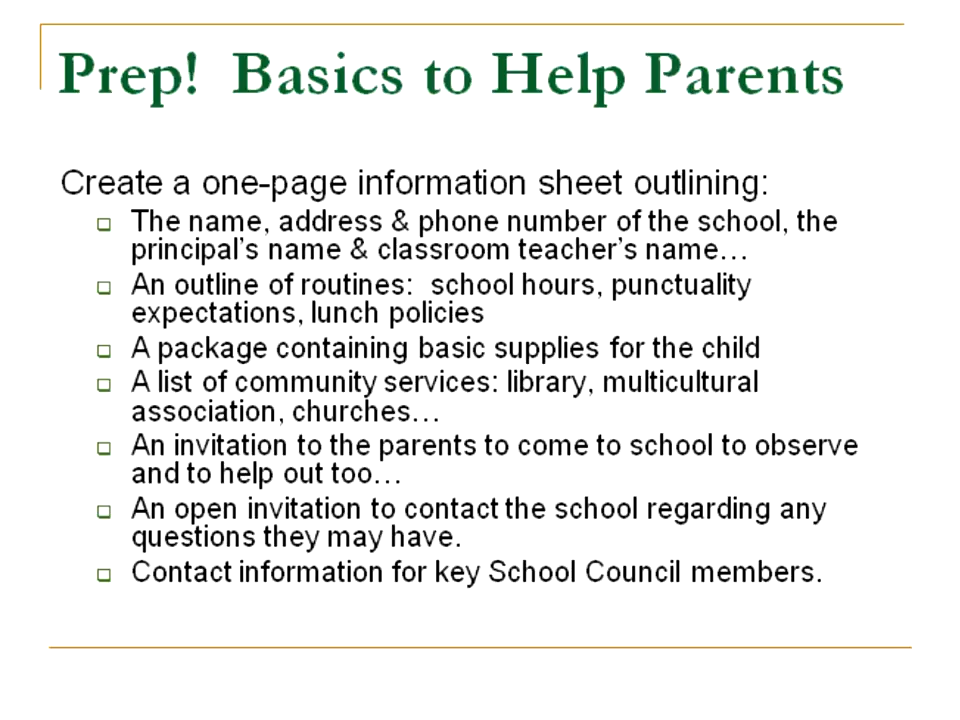 Prep!  Basics to Help Parents
Create a one-page information sheet outlining:
The name, address & phone number of the school, the
principal's name & classroom teacher's name…
An outline of routines:  school hours, punctuality
expectations, lunch policies
A package containing basic supplies for the child
A list of community services: library, multicultural
association, churches…
An invitation to the parents to come to school to observe
and to help out too…
An open invitation to contact the school regarding any
questions they may have.
Contact information for key School Council members.